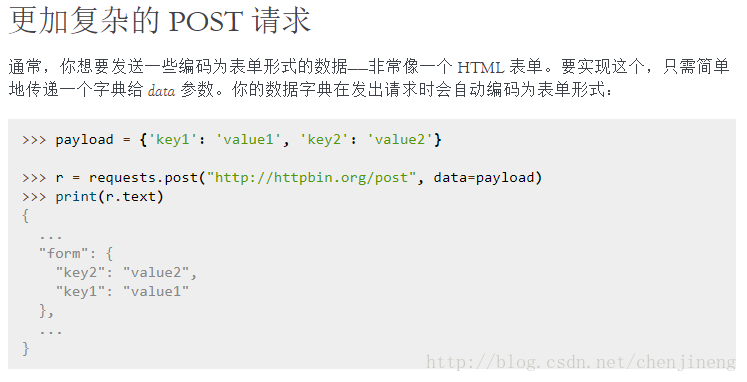 更加复杂的 POST 请求
通常，你想要发送一些编码为表单形式的数据——非常像一个 HTML 表单。要实现这个，只需简单
地传递一个字典给 data 参数。你的数据字典在发出请求时会自动编码为表单形式：
>>> payload = {'key1': 'value1', 'key2': 'value2'}
>>> r = requests.post("http://httpbin.org/post", data=payload)
>>> print(r.text)
{
  ...
  "form": {
    "key2": "value2",
    "key1": "value1"
  },
  ...
}
http://blog.csdn.net/chenjineng